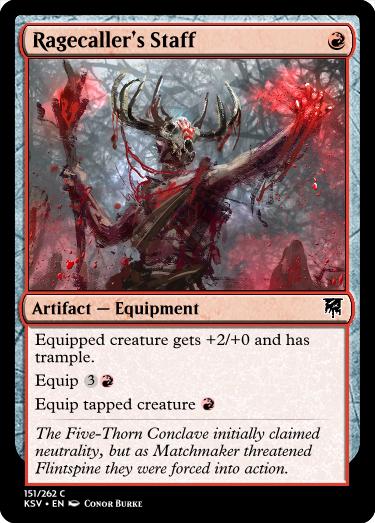 Ragecaller's Staff
Artifact — Equipment
Equipped creature gets +2/+0 and has
trample.
Equip 3
Equip tapped creature
The Five-Thorn Conclave initially claimed
neutrality, but as Matchmaker threatened
Flintspine they were forced into action.
151/262 C
KSV • EN Conor Burke